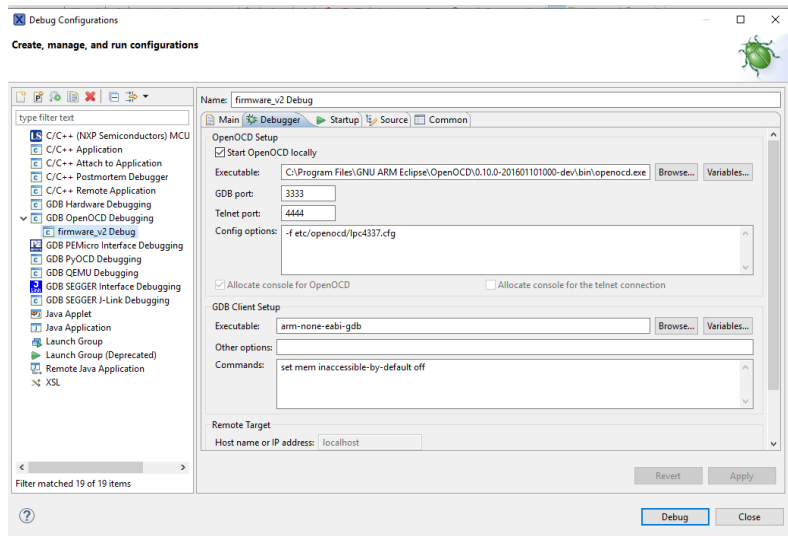 Debug Configurations
Create, manage, and run configurations
type filter text
C/C++ (NXP Semiconductors) MCU
C/C++ Application
C/C++ Attach to Application
C/C++ Postmortem Debugger
C/C++ Remote Application
GDB Hardware Debugging
GDB OpenOCD Debugging
firmware_v2 Debug
GDB PEMicro Interface Debugging
GDB PyOCD Debugging
GDB QEMU Debugging
GDB SEGGER Interface Debugging
GDB SEGGER J-Link Debugging
Java Applet
Java Application
Launch Group
Launch Group (Deprecated)
Remote Java Application
XSL
Filter matched 19 of 19 items
Name: firmware_v2 Debug
Main Debugger Startup Source Common
OpenOCD Setup
Start OpenOCD locally
Executable: C:\Program Files\GNU ARM Eclipse\OpenOCD\0.10.0-201601101000-dev\bin\openocd.exe Browse... Variables...
GDB port: 3333
Telnet port: 4444
Config options: -f etc/openocd/lpc4337.cfg
Allocate console for OpenOCD Allocate console for the telnet connection
GDB Client Setup
Executable: arm-none-eabi-gdb Browse... Variables...
Other options:
Commands: set mem inaccessible-by-default off
Remote Target
Host name or IP address: localhost
Revert Apply
Debug Close